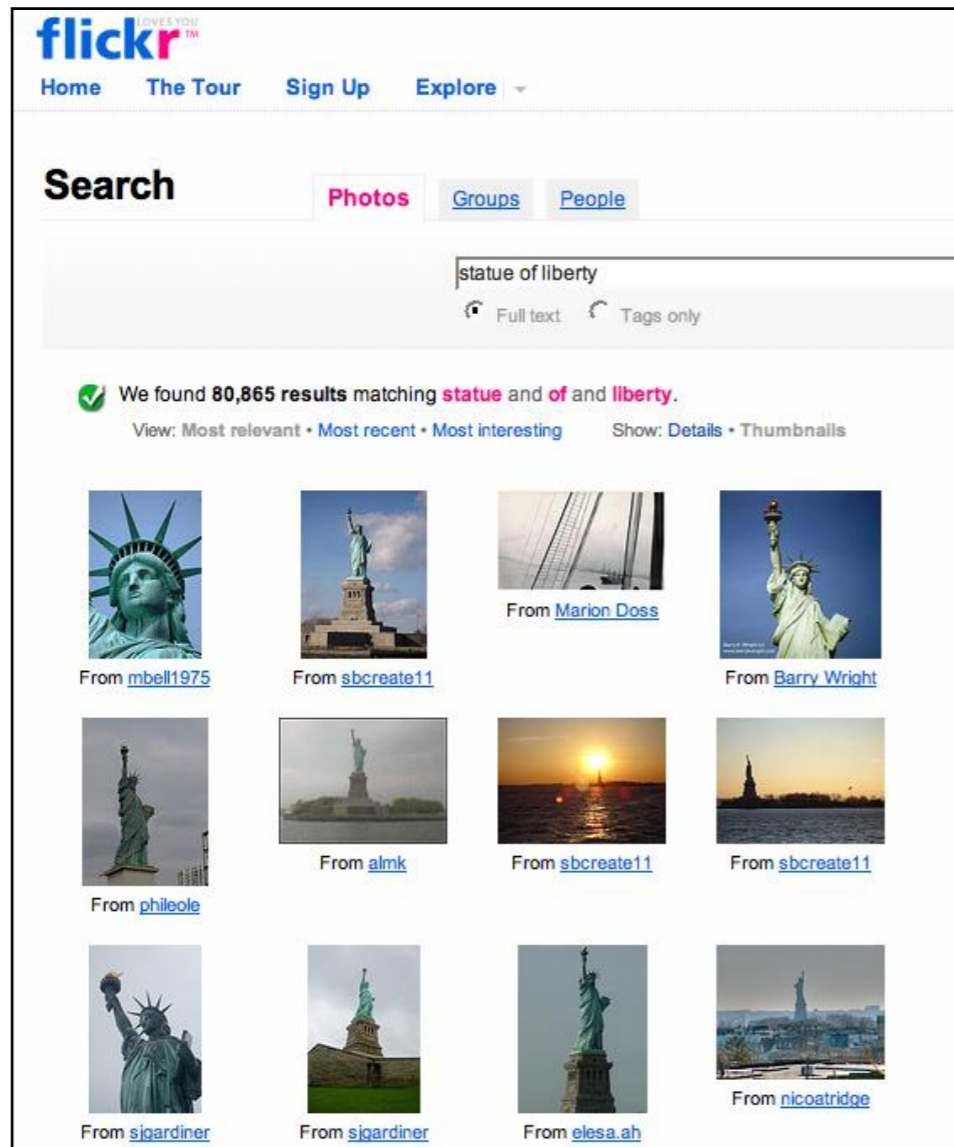 LOVES YOU
flickr™
Home The Tour Sign Up Explore
Search Photos Groups People
statue of liberty
Full text Tags only
We found 80,865 results matching statue and of and liberty.
View: Most relevant • Most recent • Most interesting Show: Details • Thumbnails
From mbell1975 From sbcreate11 From Marion Doss From Barry Wright
From phileole From almk From sbcreate11 From sbcreate11
From sjgardiner From sjgardiner From elesa.ah From nicoatridge